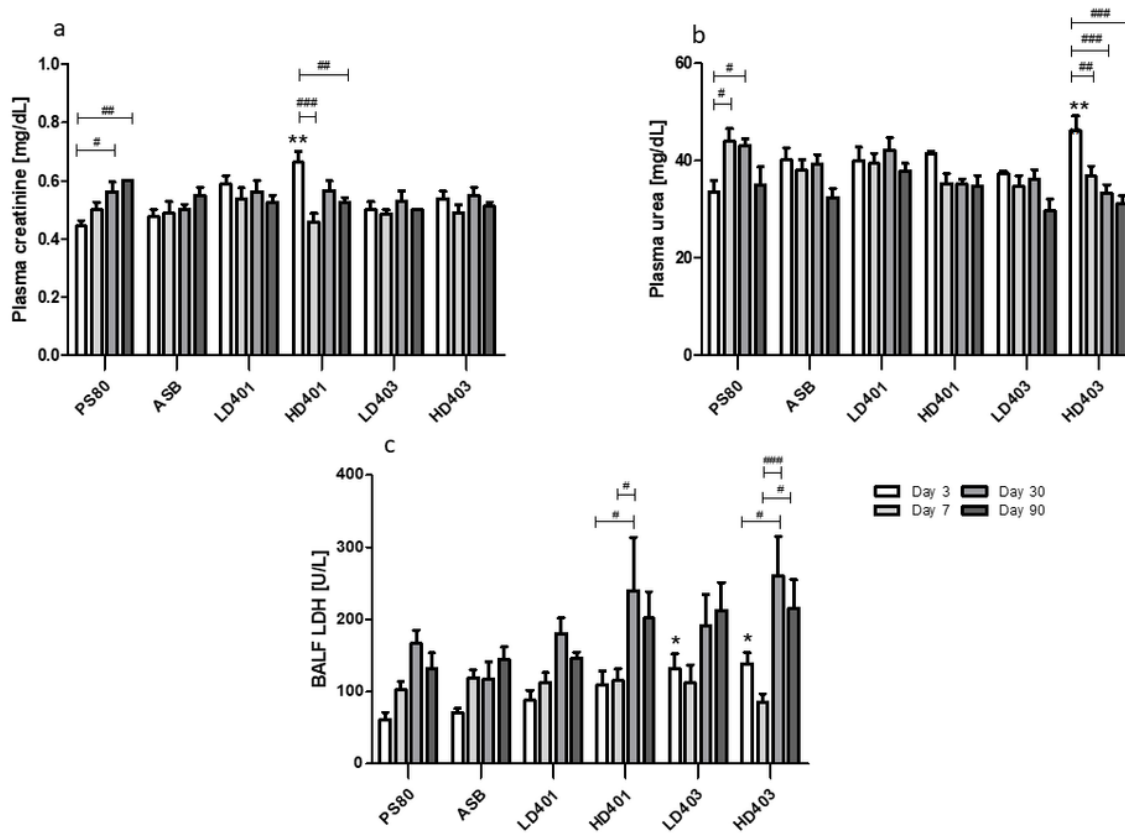 a
Plasma creatinine [mg/dL]
1.0
0.8
0.6
0.4
0.2
0.0
##
#
**
###
##
PS80
ASB
LD401
HD401
LD403
HD403
b
Plasma urea [mg/dL]
60
40
20
0
#
#
###
###
##
**
PS80
ASB
LD401
HD401
LD403
HD403
c
BALF LDH [U/L]
400
300
200
100
0
#
#
*
###
#
#
*
PS80
ASB
LD401
HD401
LD403
HD403
Day 3 Day 30
Day 7 Day 90